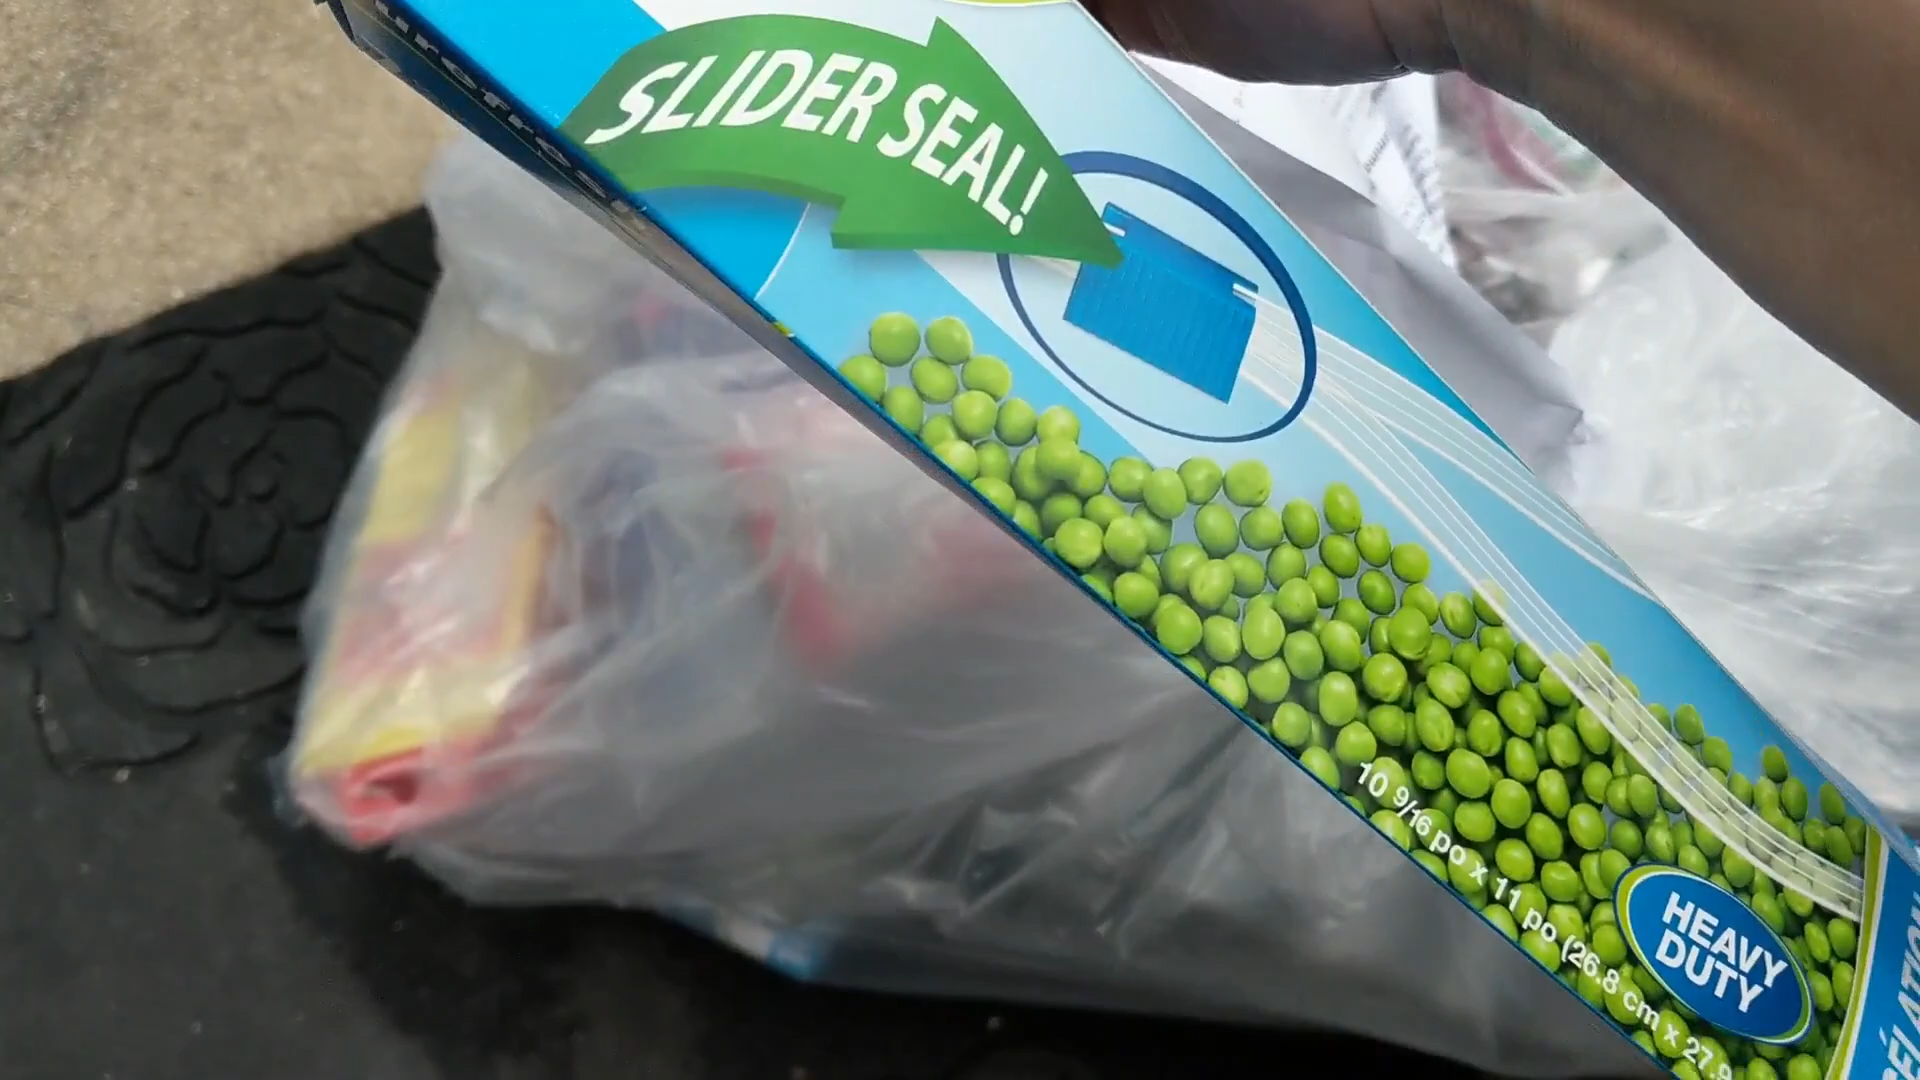 SLIDER SEAL!
10 9/16 po x 11 po (26.8 cm x 27.9
HEAVY
DUTY